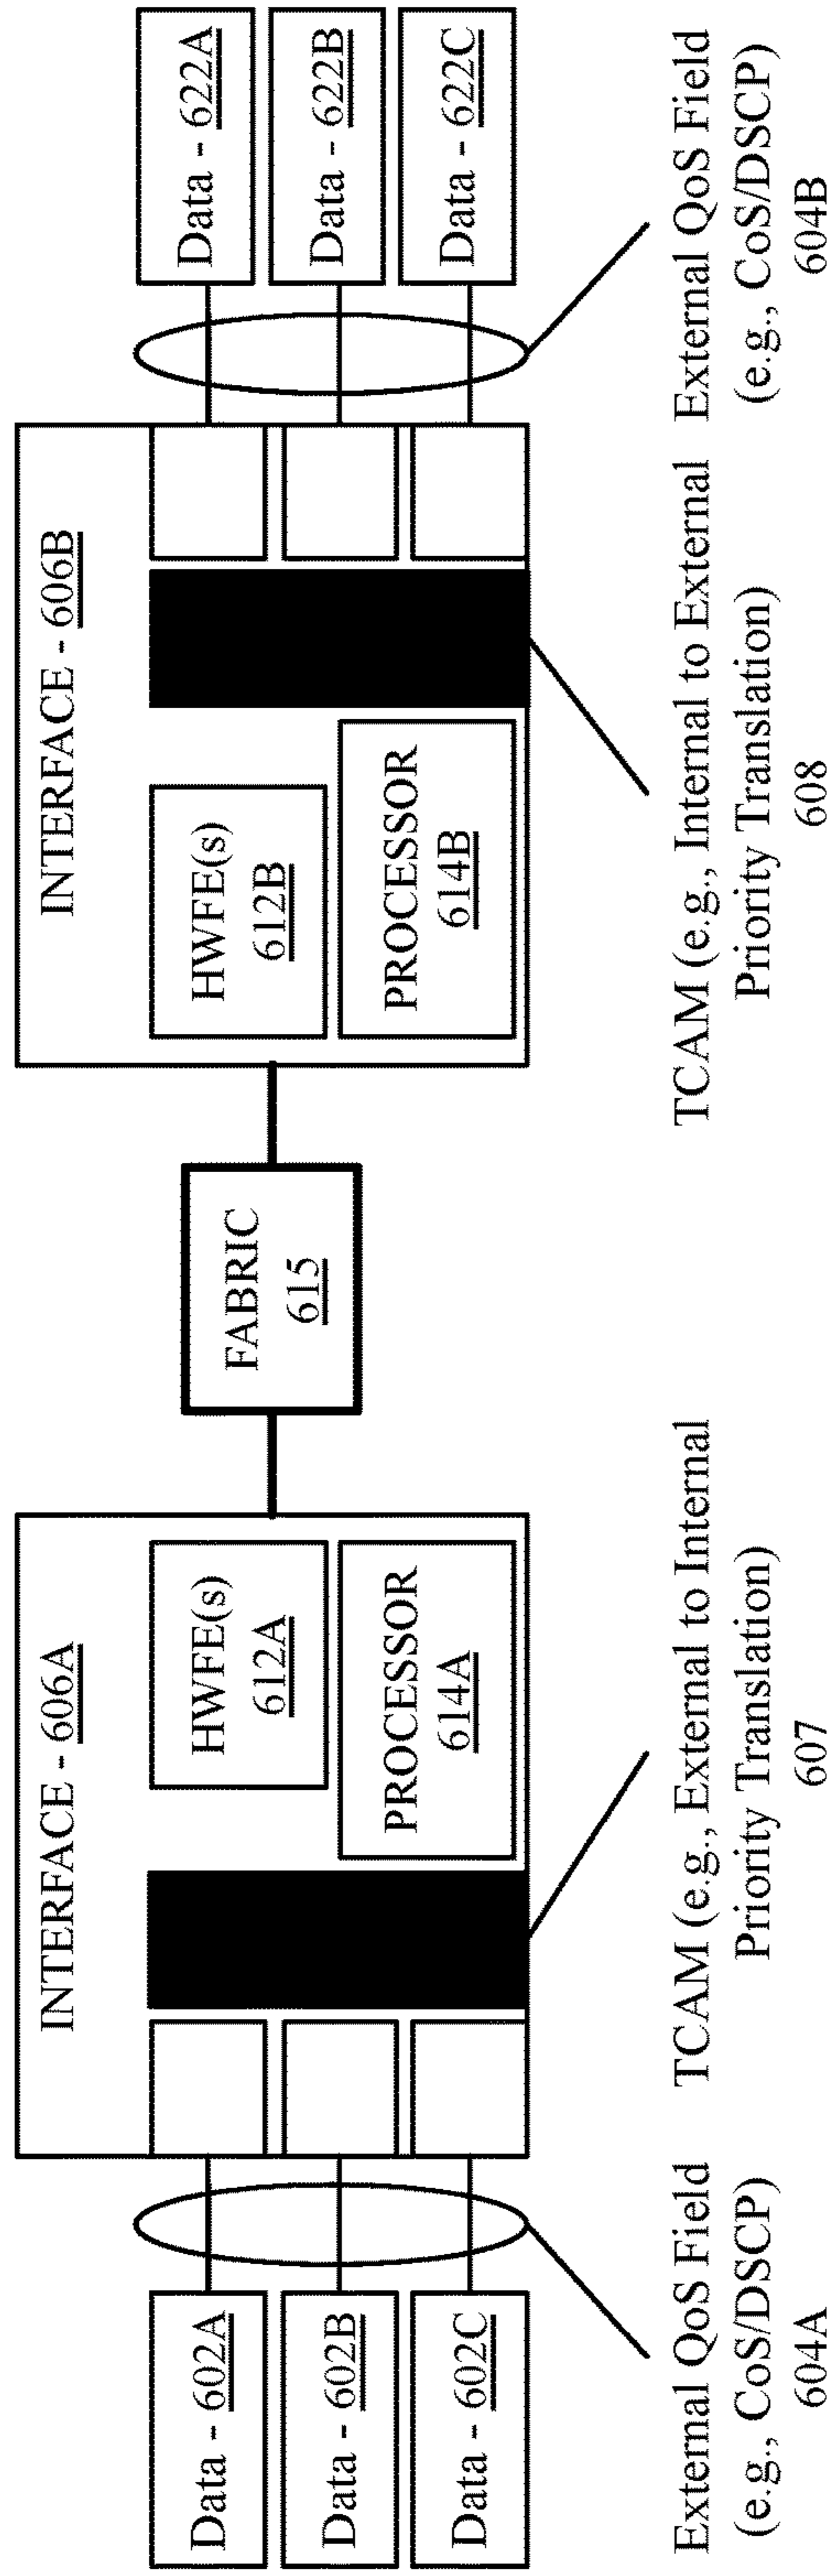 INTERFACE - 606A
Data - 602A
Data - 602B
Data - 602C
HWFE(s)
612A
PROCESSOR
614A
FABRIC
615
INTERFACE - 606B
HWFE(s)
612B
PROCESSOR
614B
Data - 622A
Data - 622B
Data - 622C
External QoS Field
(e.g., CoS/DSCP)
604A
TCAM (e.g., External to Internal
Priority Translation)
607
TCAM (e.g., Internal to External
Priority Translation)
608
External QoS Field
(e.g., CoS/DSCP)
604B